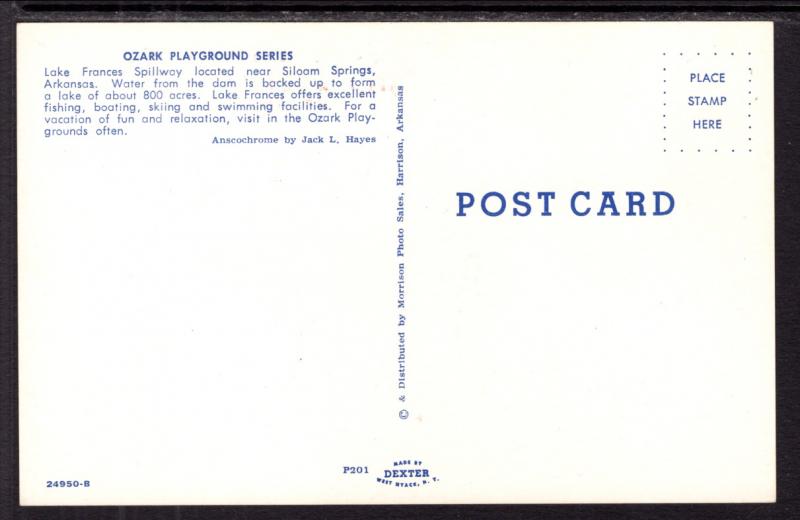 OZARK PLAYGROUND SERIES
Lake Frances Spillway located near Siloam Springs,
Arkansas. Water from the dam is backed up to form
a lake of about 800 acres. Lake Frances offers excellent
fishing, boating, skiing and swimming facilities. For a
vacation of fun and relaxation, visit in the Ozark Play-
grounds often.
Anscochrome by Jack L. Hayes
© & Distributed by Morrison Photo Sales, Harrison, Arkansas
PLACE
STAMP
HERE
POST CARD
24950-B
P201
MADE BY
DEXTER
WEST NYACK, N. Y.